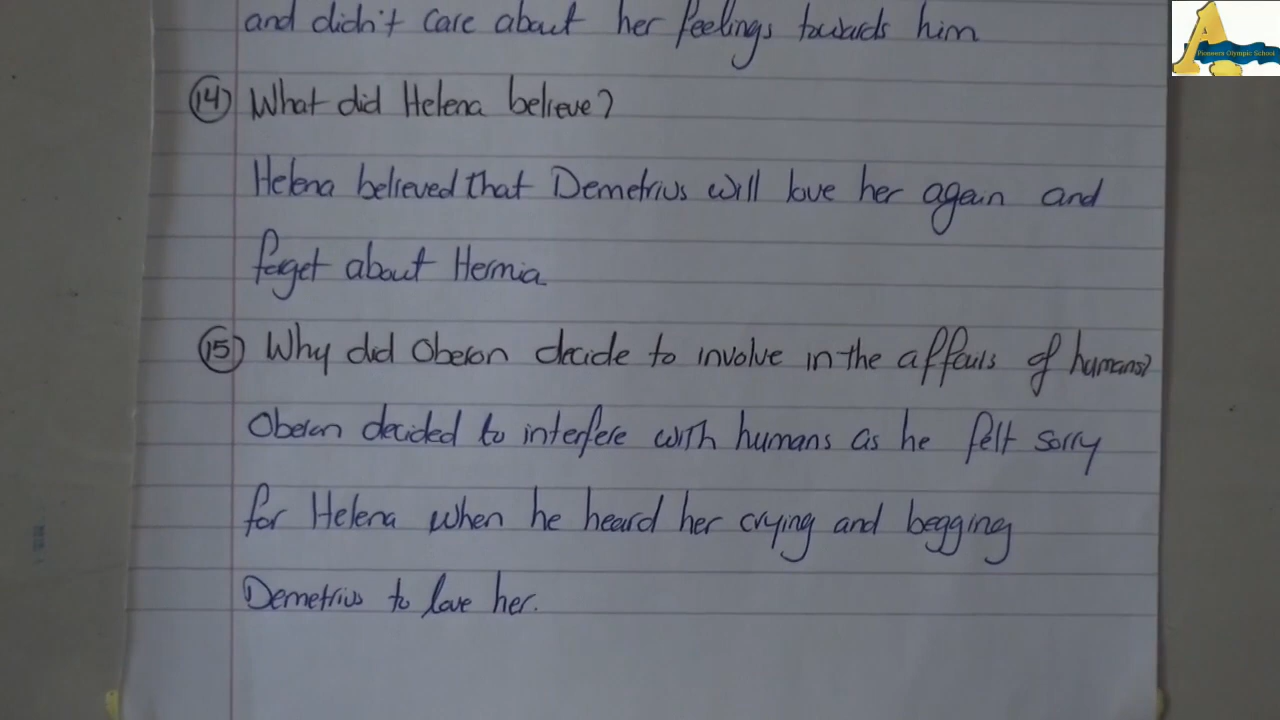 and didn't care about her feelings towards him
14) What did Helena believe?
Helena believed that Demetrius will love her again and
forget about Hermia.
15) Why did Oberon decide to involve in the affairs of humans?
Oberon decided to interfere with humans as he felt sorry
for Helena when he heard her crying and begging
Demetrius to love her.
Pioneers Olympic School